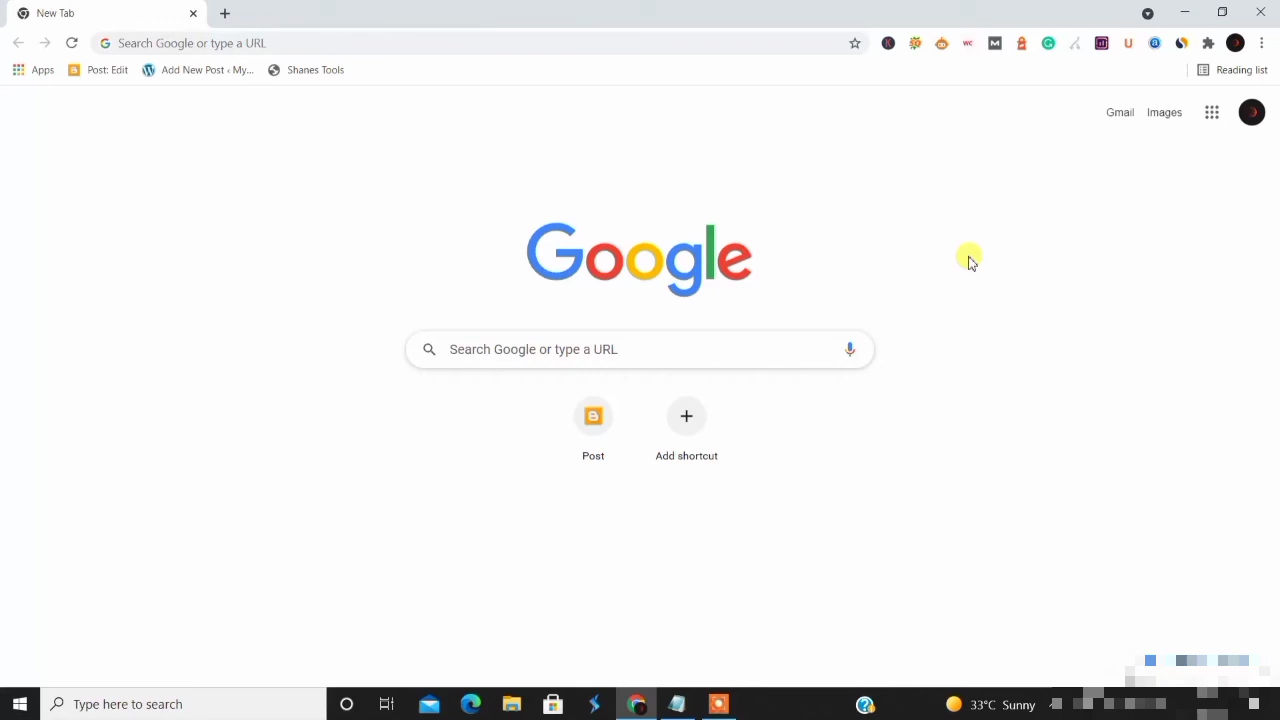 New Tab
Search Google or type a URL
WC
Apps
Post: Edit
Add New Post ‹ My...
Shanes Tools
Reading list
Gmail
Images
Google
Search Google or type a URL
Post
Add shortcut
Type here to search
33°C Sunny